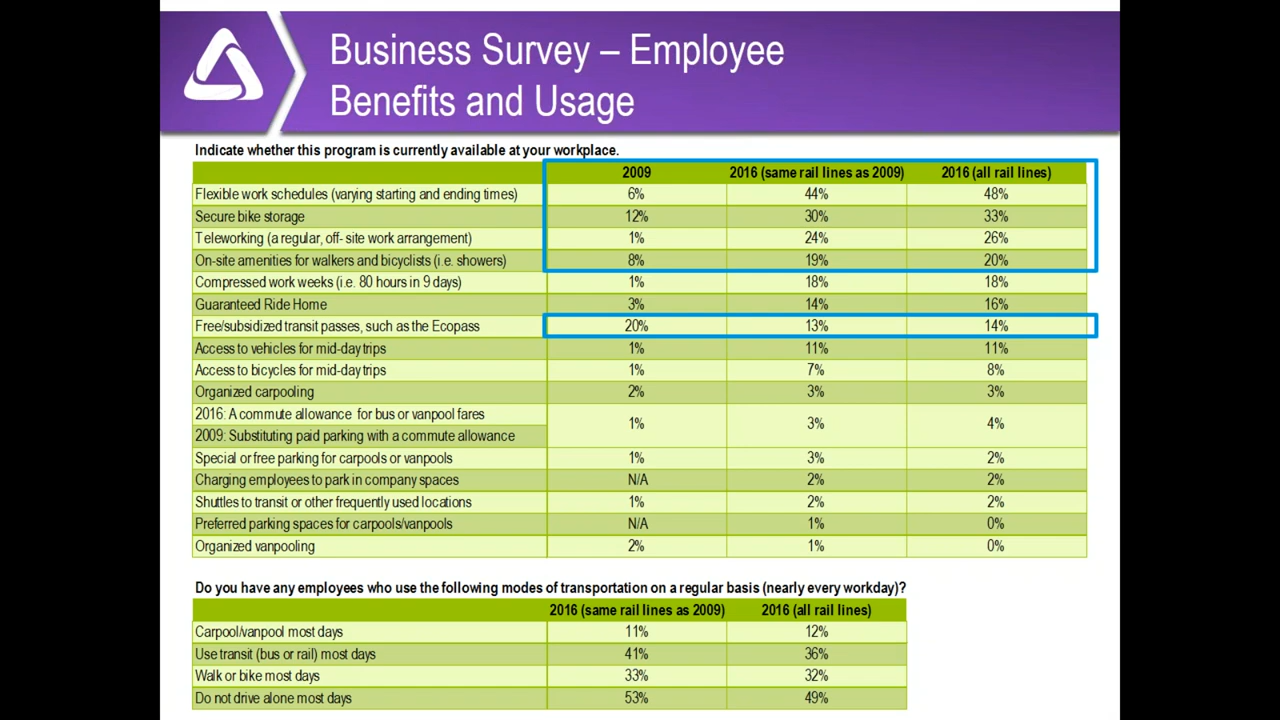 Business Survey – Employee
Benefits and Usage
Indicate whether this program is currently available at your workplace.
2009 2016 (same rail lines as 2009) 2016 (all rail lines)
Flexible work schedules (varying starting and ending times) 6% 44% 48%
Secure bike storage 12% 30% 33%
Teleworking (a regular, off- site work arrangement) 1% 24% 26%
On-site amenities for walkers and bicyclists (i.e. showers) 8% 19% 20%
Compressed work weeks (i.e. 80 hours in 9 days) 1% 18% 18%
Guaranteed Ride Home 3% 14% 16%
Free/subsidized transit passes, such as the Ecopass 20% 13% 14%
Access to vehicles for mid-day trips 1% 11% 11%
Access to bicycles for mid-day trips 1% 7% 8%
Organized carpooling 2% 3% 3%
2016: A commute allowance for bus or vanpool fares
1% 3% 4%
2009: Substituting paid parking with a commute allowance
Special or free parking for carpools or vanpools 1% 3% 2%
Charging employees to park in company spaces N/A 2% 2%
Shuttles to transit or other frequently used locations 1% 2% 2%
Preferred parking spaces for carpools/vanpools N/A 1% 0%
Organized vanpooling 2% 1% 0%
Do you have any employees who use the following modes of transportation on a regular basis (nearly every workday)?
2016 (same rail lines as 2009) 2016 (all rail lines)
Carpool/vanpool most days 11% 12%
Use transit (bus or rail) most days 41% 36%
Walk or bike most days 33% 32%
Do not drive alone most days 53% 49%